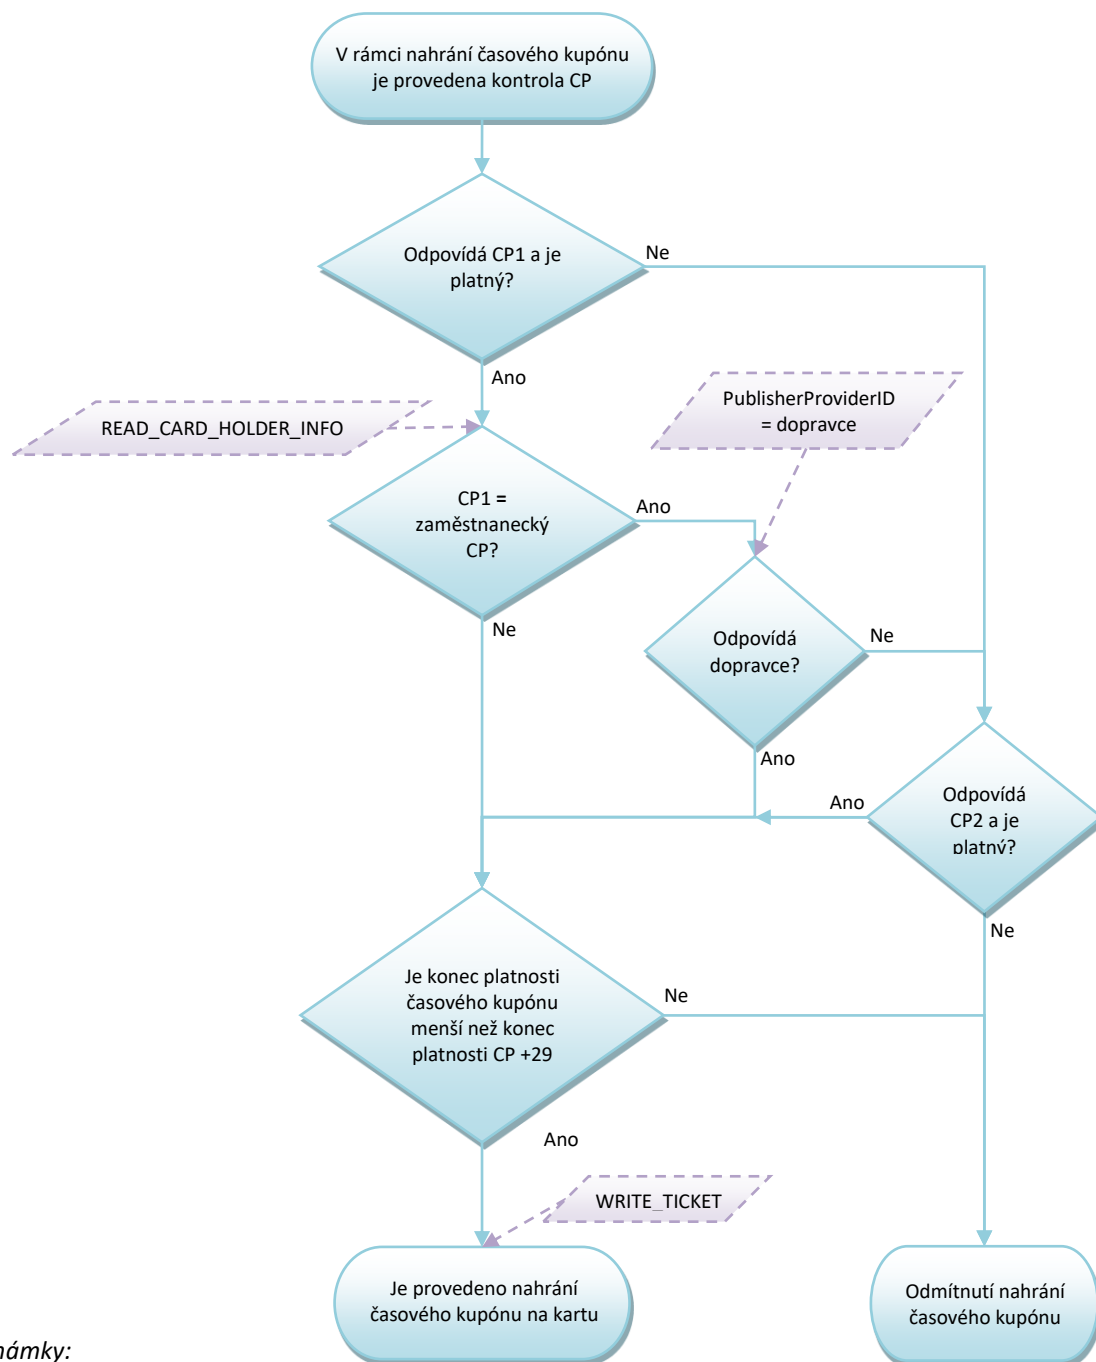 V rámci nahrání časového kupónu
je provedena kontrola CP
Odpovídá CP1 a je
platný?
Ne
Ano
PublisherProviderID
= dopravce
READ_CARD_HOLDER_INFO
CP1 =
zaměstnanecký
CP?
Ano
Ne
Odpovídá
dopravce?
Ne
Ano
Odpovídá
CP2 a je
platný?
Ano
Ne
Je konec platnosti
časového kupónu
menší než konec
platnosti CP +29
Ne
Ano
WRITE_TICKET
Je provedeno nahrání
časového kupónu na kartu
Odmítnutí nahrání
časového kupónu
námky: